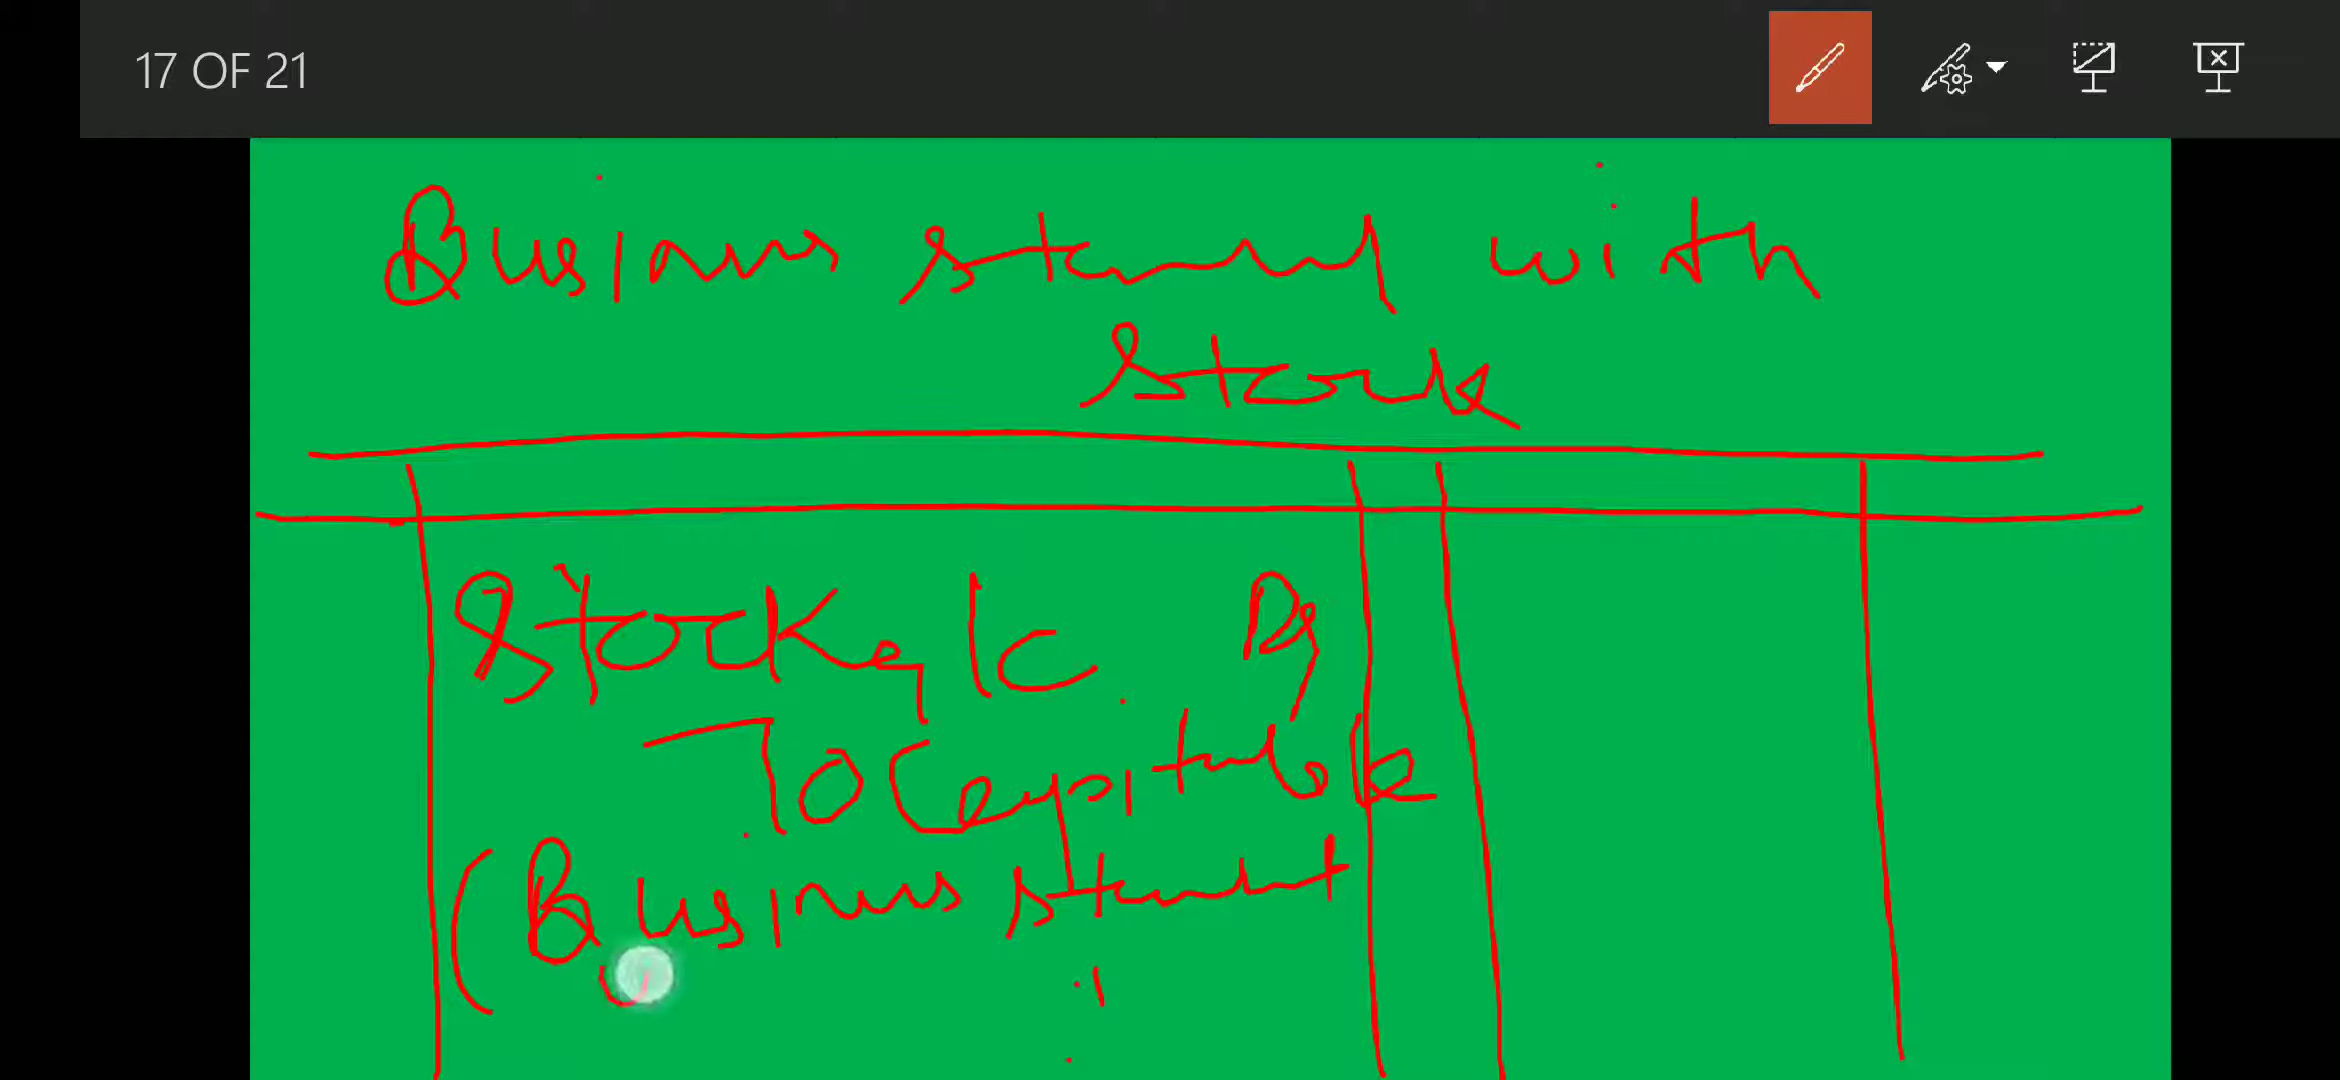 17 OF 21
Business started with
Stock
Stock a/c Dr
To Capital a/c
(Business started